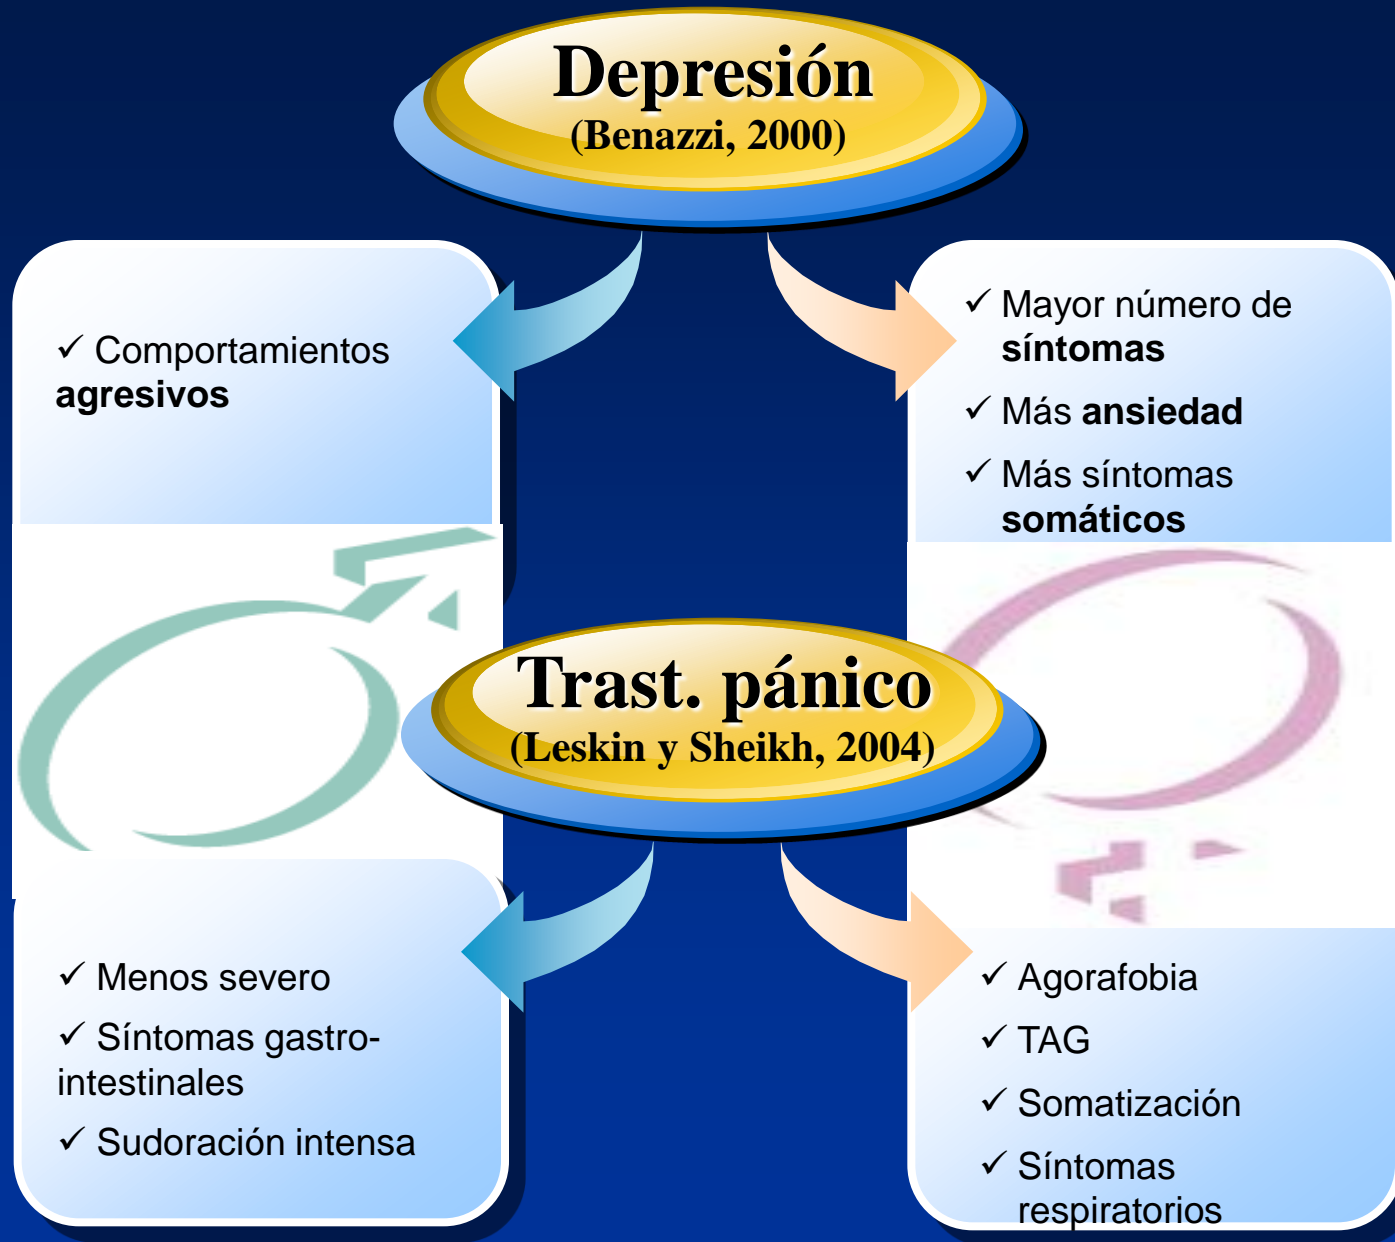 Depresión
(Benazzi, 2000)
✓ Comportamientos
agresivos
✓ Mayor número de
síntomas
✓ Más ansiedad
✓ Más síntomas
somáticos
Trast. pánico
(Leskin y Sheikh, 2004)
✓ Menos severo
✓ Síntomas gastro-
intestinales
✓ Sudoración intensa
✓ Agorafobia
✓ TAG
✓ Somatización
✓ Síntomas
respiratorios